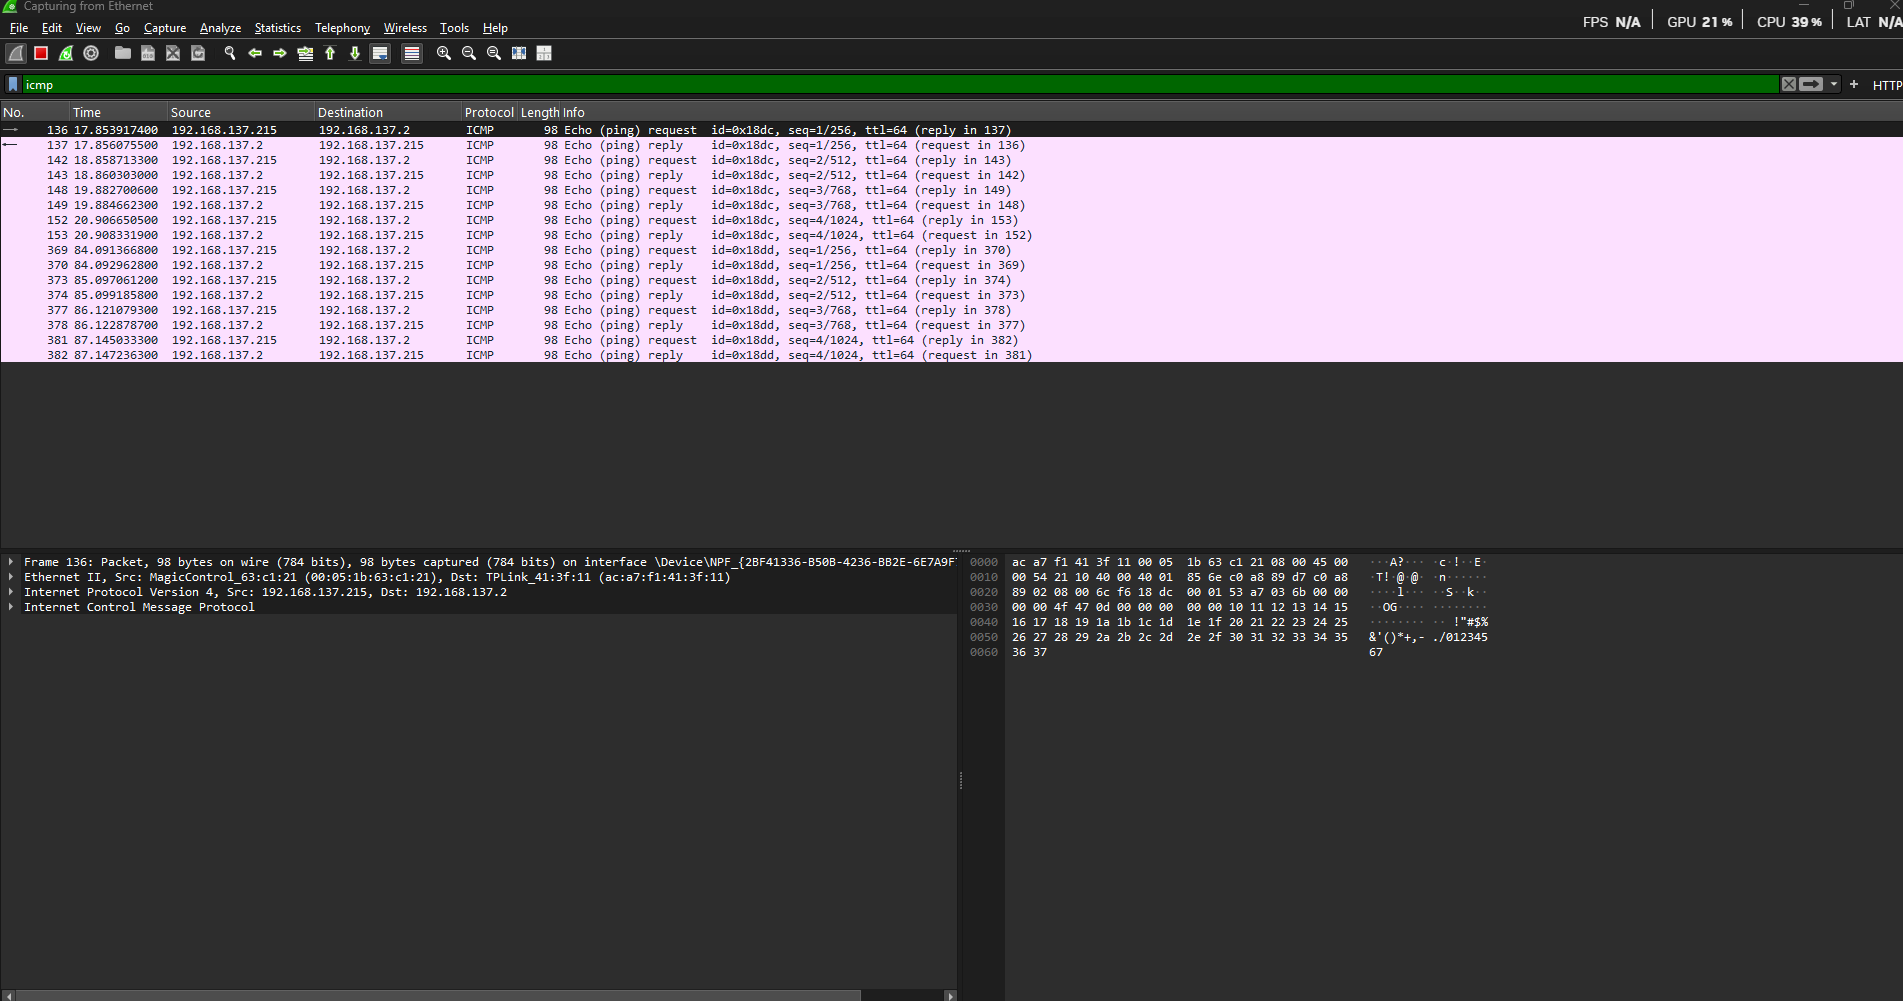 Capturing from Ethernet
File Edit View Go Capture Analyze Statistics Telephony Wireless Tools Help
FPS N/A GPU 21 % CPU 39 % LAT N/A
icmp
HTTP
No. Time Source Destination Protocol Length Info
136 17.853917400 192.168.137.215 192.168.137.2 ICMP 98 Echo (ping) request id=0x18dc, seq=1/256, ttl=64 (reply in 137)
137 17.856075500 192.168.137.2 192.168.137.215 ICMP 98 Echo (ping) reply id=0x18dc, seq=1/256, ttl=64 (request in 136)
142 18.858713300 192.168.137.215 192.168.137.2 ICMP 98 Echo (ping) request id=0x18dc, seq=2/512, ttl=64 (reply in 143)
143 18.860303000 192.168.137.2 192.168.137.215 ICMP 98 Echo (ping) reply id=0x18dc, seq=2/512, ttl=64 (request in 142)
148 19.882700600 192.168.137.215 192.168.137.2 ICMP 98 Echo (ping) request id=0x18dc, seq=3/768, ttl=64 (reply in 149)
149 19.884662300 192.168.137.2 192.168.137.215 ICMP 98 Echo (ping) reply id=0x18dc, seq=3/768, ttl=64 (request in 148)
152 20.906650500 192.168.137.215 192.168.137.2 ICMP 98 Echo (ping) request id=0x18dc, seq=4/1024, ttl=64 (reply in 153)
153 20.908331900 192.168.137.2 192.168.137.215 ICMP 98 Echo (ping) reply id=0x18dc, seq=4/1024, ttl=64 (request in 152)
369 84.091366800 192.168.137.215 192.168.137.2 ICMP 98 Echo (ping) request id=0x18dd, seq=1/256, ttl=64 (reply in 370)
370 84.092962800 192.168.137.2 192.168.137.215 ICMP 98 Echo (ping) reply id=0x18dd, seq=1/256, ttl=64 (request in 369)
373 85.097061200 192.168.137.215 192.168.137.2 ICMP 98 Echo (ping) request id=0x18dd, seq=2/512, ttl=64 (reply in 374)
374 85.099185800 192.168.137.2 192.168.137.215 ICMP 98 Echo (ping) reply id=0x18dd, seq=2/512, ttl=64 (request in 373)
377 86.121079300 192.168.137.215 192.168.137.2 ICMP 98 Echo (ping) request id=0x18dd, seq=3/768, ttl=64 (reply in 378)
378 86.122878700 192.168.137.2 192.168.137.215 ICMP 98 Echo (ping) reply id=0x18dd, seq=3/768, ttl=64 (request in 377)
381 87.145033300 192.168.137.215 192.168.137.2 ICMP 98 Echo (ping) request id=0x18dd, seq=4/1024, ttl=64 (reply in 382)
382 87.147236300 192.168.137.2 192.168.137.215 ICMP 98 Echo (ping) reply id=0x18dd, seq=4/1024, ttl=64 (request in 381)
Frame 136: Packet, 98 bytes on wire (784 bits), 98 bytes captured (784 bits) on interface \Device\NPF_{2BF41336-B50B-4236-BB2E-6E7A9F
Ethernet II, Src: MagicControl_63:c1:21 (00:05:1b:63:c1:21), Dst: TPLink_41:3f:11 (ac:a7:f1:41:3f:11)
Internet Protocol Version 4, Src: 192.168.137.215, Dst: 192.168.137.2
Internet Control Message Protocol
0000 ac a7 f1 41 3f 11 00 05 1b 63 c1 21 08 00 45 00 ···A?··· ·c·!··E·
0010 00 54 21 10 40 00 40 01 85 6e c0 a8 89 d7 c0 a8 ·T!·@·@· ·n······
0020 89 02 08 00 6c f6 18 dc 00 01 53 a7 03 6b 00 00 ····l··· ··S··k··
0030 00 00 4f 47 0d 00 00 00 00 00 10 11 12 13 14 15 ··OG···· ········
0040 16 17 18 19 1a 1b 1c 1d 1e 1f 20 21 22 23 24 25 ········ ·· !"#$%
0050 26 27 28 29 2a 2b 2c 2d 2e 2f 30 31 32 33 34 35 &'()*+,- ./012345
0060 36 37 67